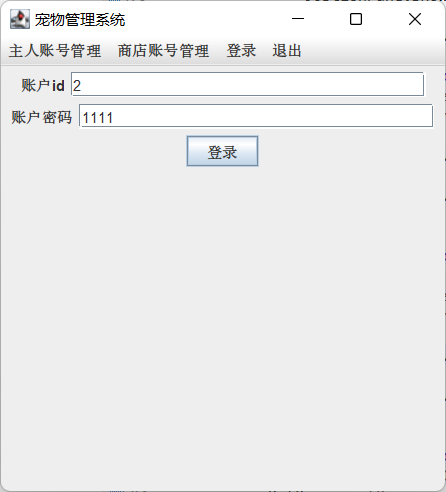 宠物管理系统
主人账号管理 商店账号管理 登录 退出
账户id 2
账户密码 1111
登录